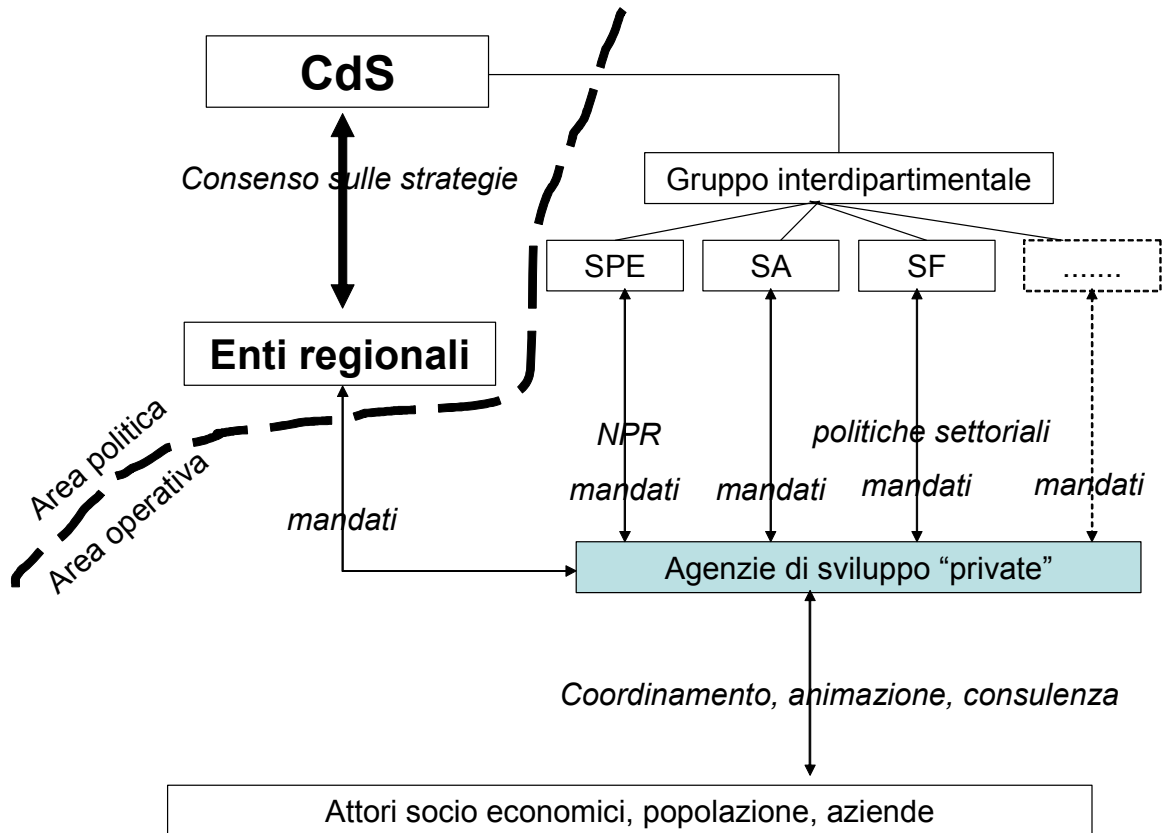 CdS
Consenso sulle strategie
Gruppo interdipartimentale
SPE
SA
SF
.......
Enti regionali
Area politica
Area operativa
NPR
politiche settoriali
mandati
mandati
mandati
mandati
mandati
Agenzie di sviluppo “private”
Coordinamento, animazione, consulenza
Attori socio economici, popolazione, aziende